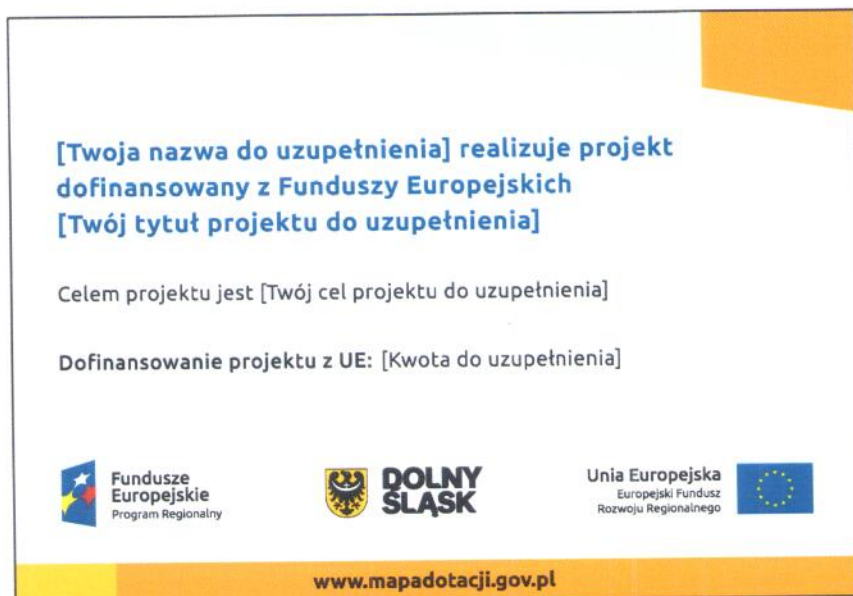 [Twoja nazwa do uzupełnienia] realizuje projekt
dofinansowany z Funduszy Europejskich
[Twój tytuł projektu do uzupełnienia]
Celem projektu jest [Twój cel projektu do uzupełnienia]
Dofinansowanie projektu z UE: [Kwota do uzupełnienia]
Fundusze
Europejskie
Program Regionalny
DOLNY
ŚLĄSK
Unia Europejska
Europejski Fundusz
Rozwoju Regionalnego
www.mapadotacji.gov.pl